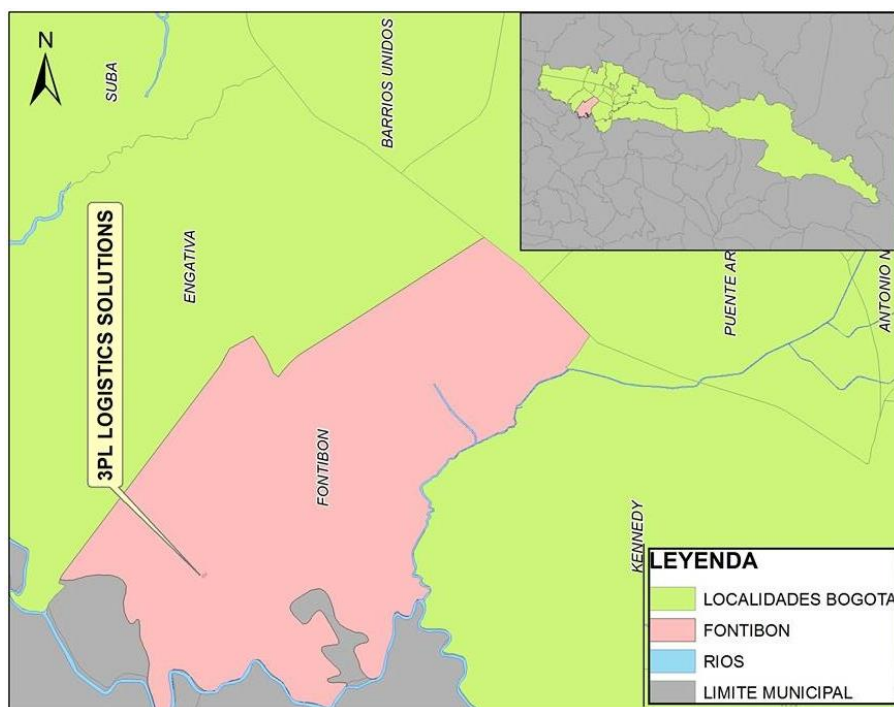 N
SUBA
BARRIOS UNIDOS
ENGATIVA
3PL LOGISTICS SOLUTIONS
PUENTE AR
ANTONIO N
FONTIBON
KENNEDY
LEYENDA
LOCALIDADES BOGOTA
FONTIBON
RIOS
LIMITE MUNICIPAL